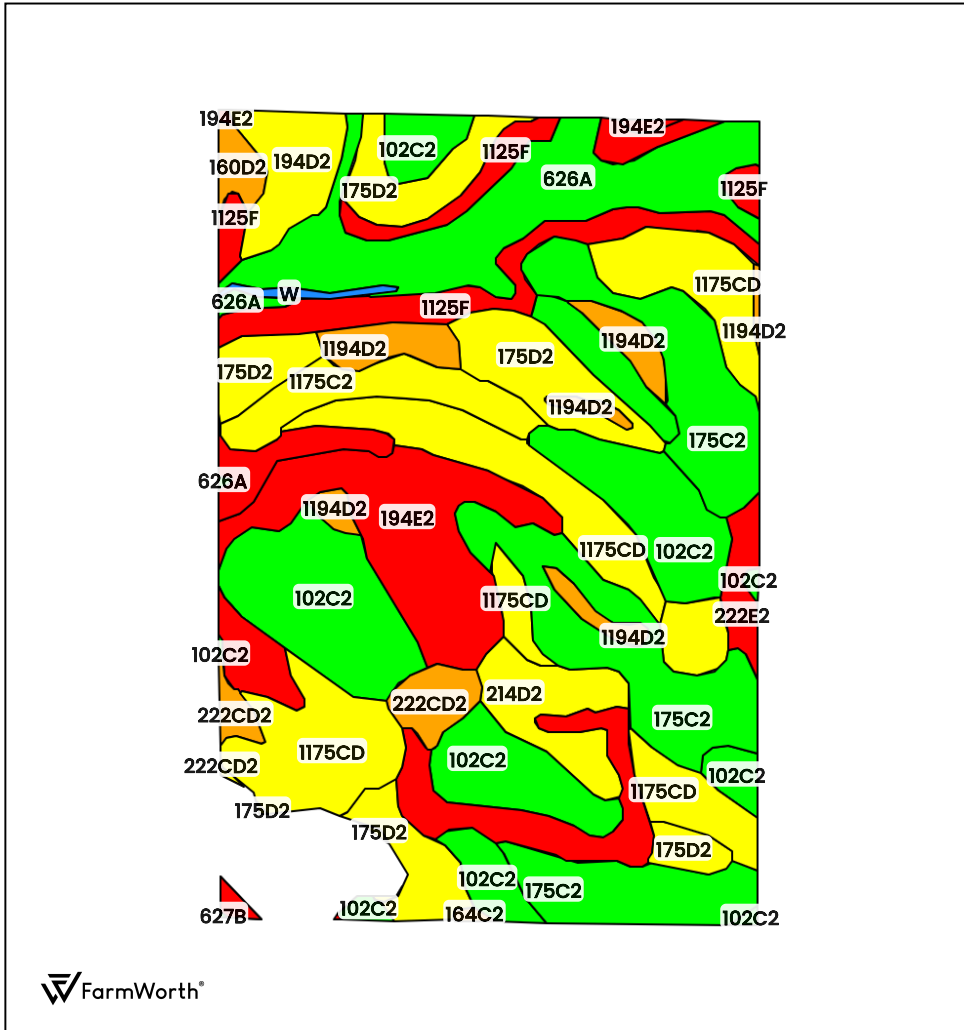 194E2
194E2
102C2
1125F
194D2
160D2
626A
175D2
1125F
1125F
1175CD
W
626A
1125F
1194D2
1194D2
1194D2
175D2
175D2
1175C2
1194D2
175C2
626A
1194D2
194E2
1175CD
102C2
102C2
102C2
1175CD
222E2
1194D2
102C2
214D2
222CD2
222CD2
175C2
1175CD
102C2
222CD2
102C2
1175CD
175D2
175D2
175D2
102C2
175C2
102C2
164C2
627B
102C2
FarmWorth®